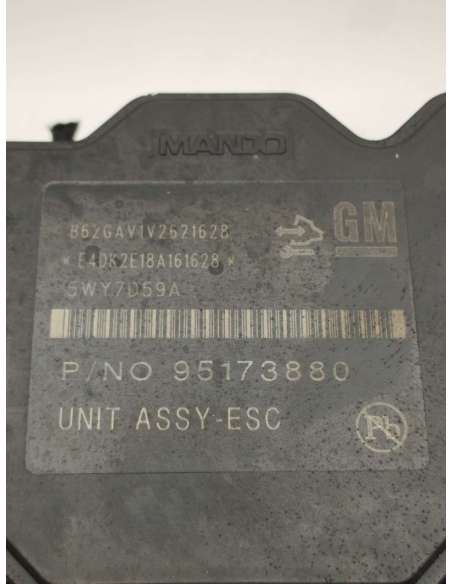 MANDO
B62GAV1V2621628
* E4DK2E18A161628 *
GM
5WY7D59A
P/NO 95173880
UNIT ASSY-ESC
Pb